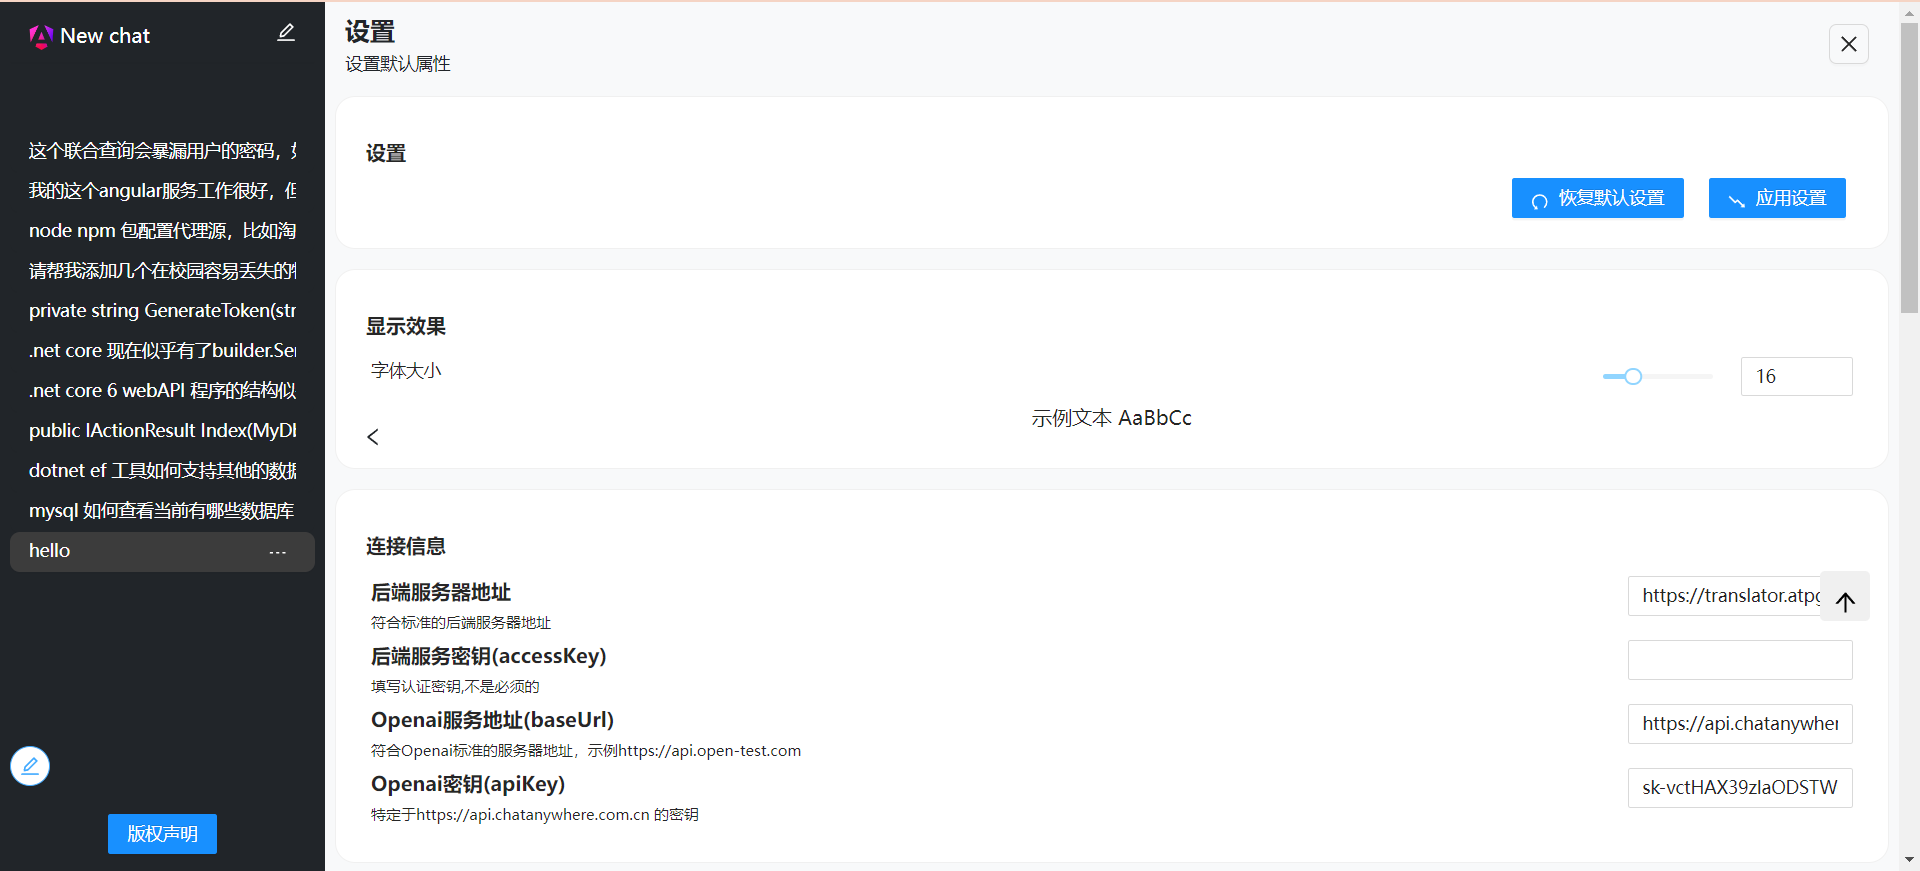 New chat
这个联合查询会暴漏用户的密码，
我的这个angular服务工作很好，但
node npm 包配置代理源，比如淘
请帮我添加几个在校园容易丢失的
private string GenerateToken(str
.net core 现在似乎有了builder.Ser
.net core 6 webAPI 程序的结构似
public IActionResult Index(MyDb
dotnet ef 工具如何支持其他的数据
mysql 如何查看当前有哪些数据库
hello
---
版权声明
设置
设置默认属性
设置
恢复默认设置
应用设置
显示效果
字体大小
16
示例文本 AaBbCc
连接信息
后端服务器地址
https://translator.atpg
符合标准的后端服务器地址
后端服务密钥(accessKey)
填写认证密钥,不是必须的
Openai服务地址(baseUrl)
https://api.chatanywher
符合Openai标准的服务器地址，示例https://api.open-test.com
Openai密钥(apiKey)
sk-vctHAX39zlaODSTW
特定于https://api.chatanywhere.com.cn 的密钥